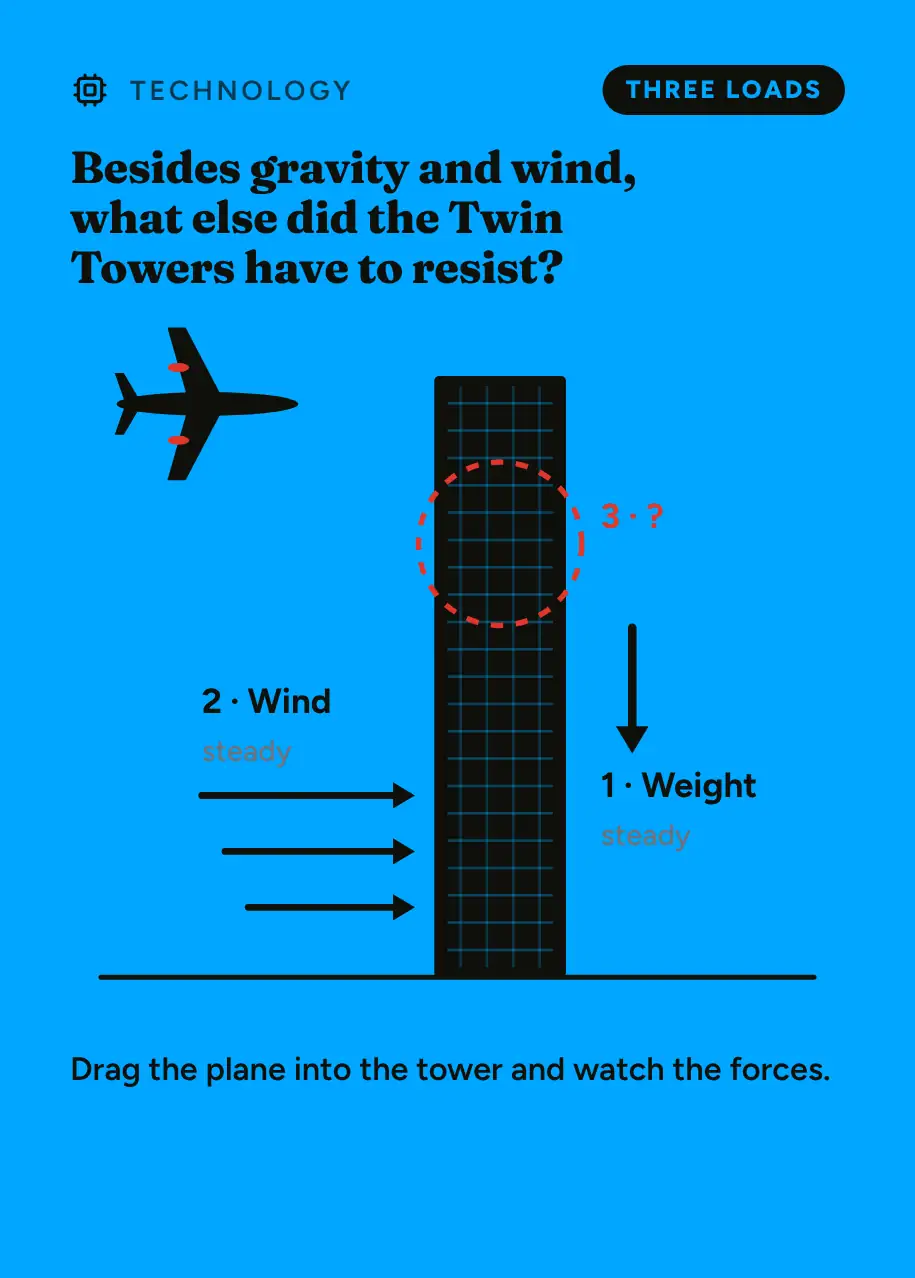 TECHNOLOGY
THREE LOADS
Besides gravity and wind,
what else did the Twin
Towers have to resist?
3 · ?
2 · Wind
steady
1 · Weight
steady
Drag the plane into the tower and watch the forces.